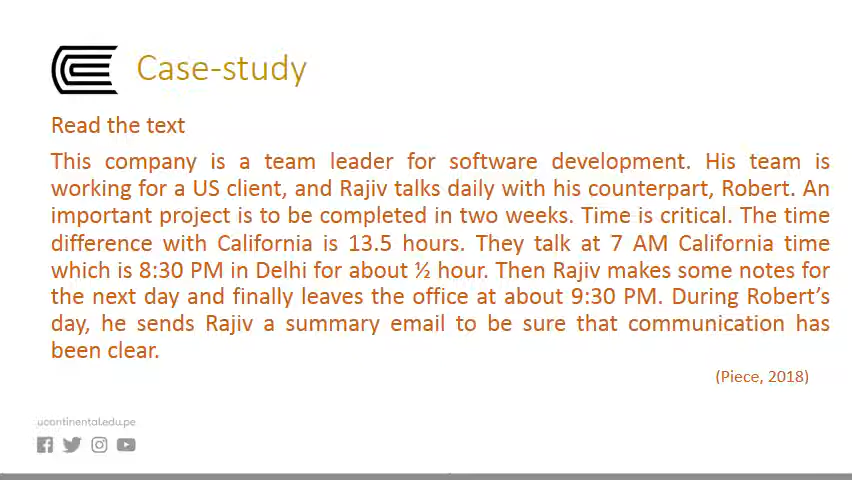 Case-study
Read the text
This company is a team leader for software development. His team is
working for a US client, and Rajiv talks daily with his counterpart, Robert. An
important project is to be completed in two weeks. Time is critical. The time
difference with California is 13.5 hours. They talk at 7 AM California time
which is 8:30 PM in Delhi for about ½ hour. Then Rajiv makes some notes for
the next day and finally leaves the office at about 9:30 PM. During Robert’s
day, he sends Rajiv a summary email to be sure that communication has
been clear.
(Piece, 2018)
ucontinental.edu.pe